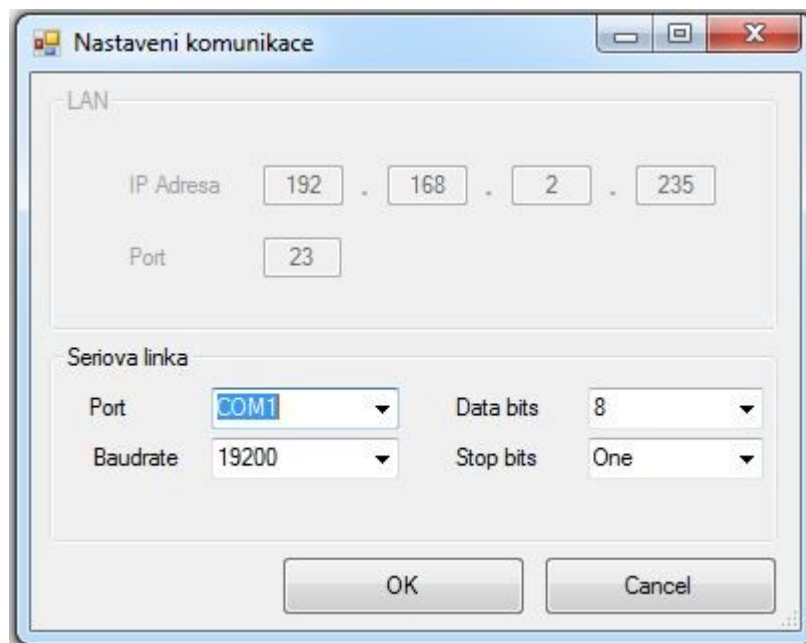 Nastaveni komunikace
LAN
IP Adresa 192 . 168 . 2 . 235
Port 23
Seriova linka
Port COM1 Data bits 8
Baudrate 19200 Stop bits One
OK Cancel